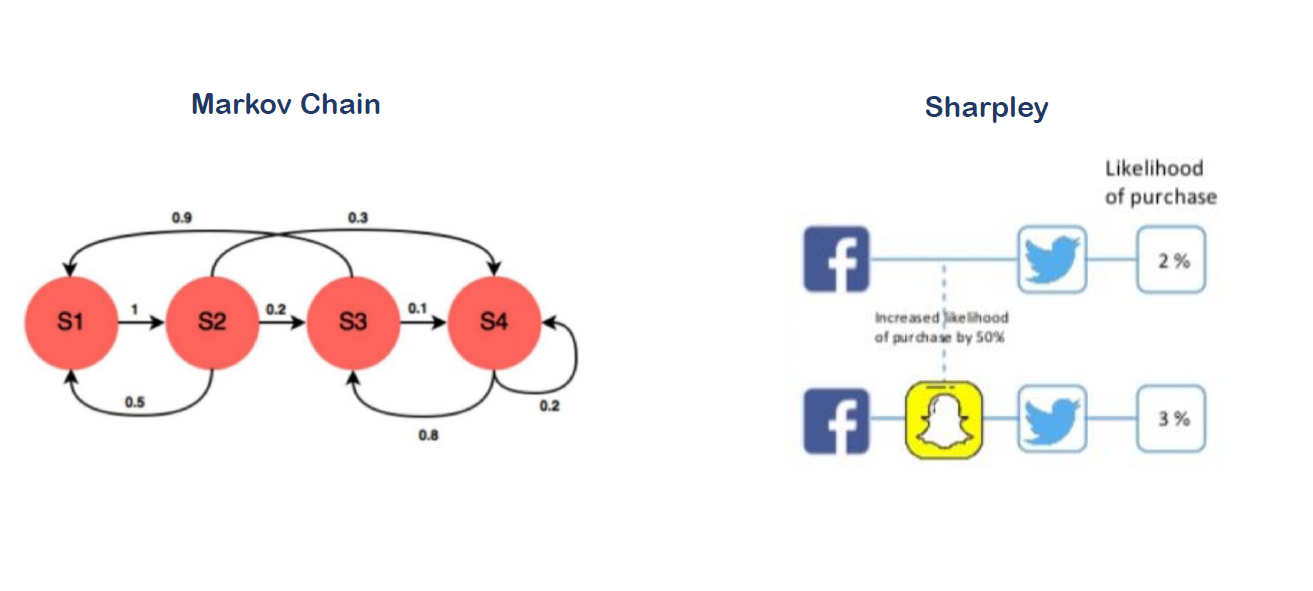 Markov Chain
0.9
0.3
S1
1
S2
0.2
S3
0.1
S4
0.5
0.8
0.2
Sharpley
Likelihood
of purchase
2 %
Increased likelihood
of purchase by 50%
3 %